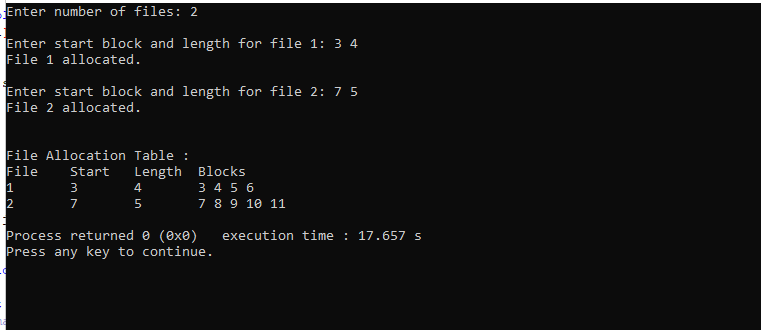 Enter number of files: 2
Enter start block and length for file 1: 3 4
File 1 allocated.
Enter start block and length for file 2: 7 5
File 2 allocated.
File Allocation Table :
File Start Length Blocks
1 3 4 3 4 5 6
2 7 5 7 8 9 10 11
Process returned 0 (0x0) execution time : 17.657 s
Press any key to continue.